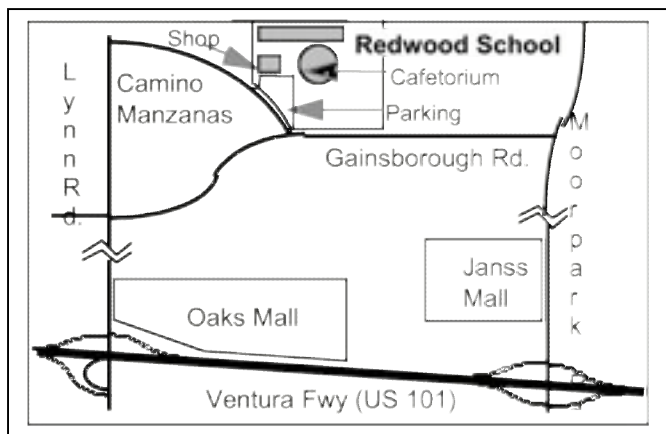 Shop
Redwood School
Cafetorium
Parking
Camino
Manzanas
Lynn Rd.
Gainsborough Rd.
Moorpark
Janss
Mall
Oaks Mall
Ventura Fwy (US 101)